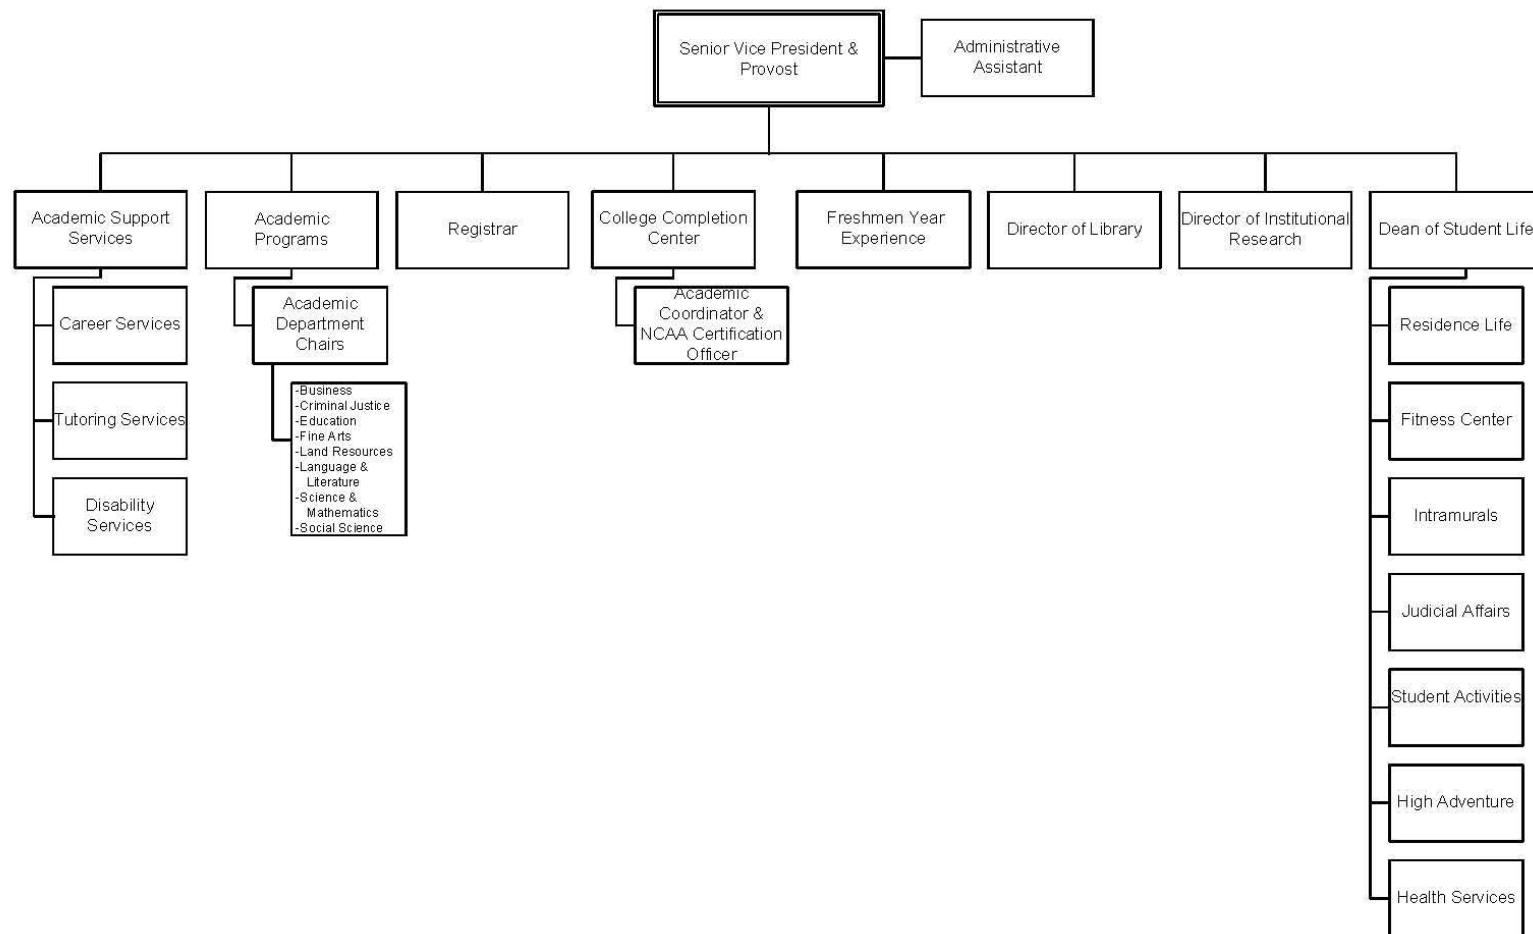 Senior Vice President &
Provost
Administrative
Assistant
Academic Support
Services
Academic
Programs
Registrar
College Completion
Center
Freshmen Year
Experience
Director of Library
Director of Institutional
Research
Dean of Student Life
Career Services
Tutoring Services
Disability
Services
Academic
Department
Chairs
-Business
-Criminal Justice
-Education
-Fine Arts
-Land Resources
-Language &
Literature
-Science &
Mathematics
-Social Science
Academic
Coordinator &
NCAA Certification
Officer
Residence Life
Fitness Center
Intramurals
Judicial Affairs
Student Activities
High Adventure
Health Services